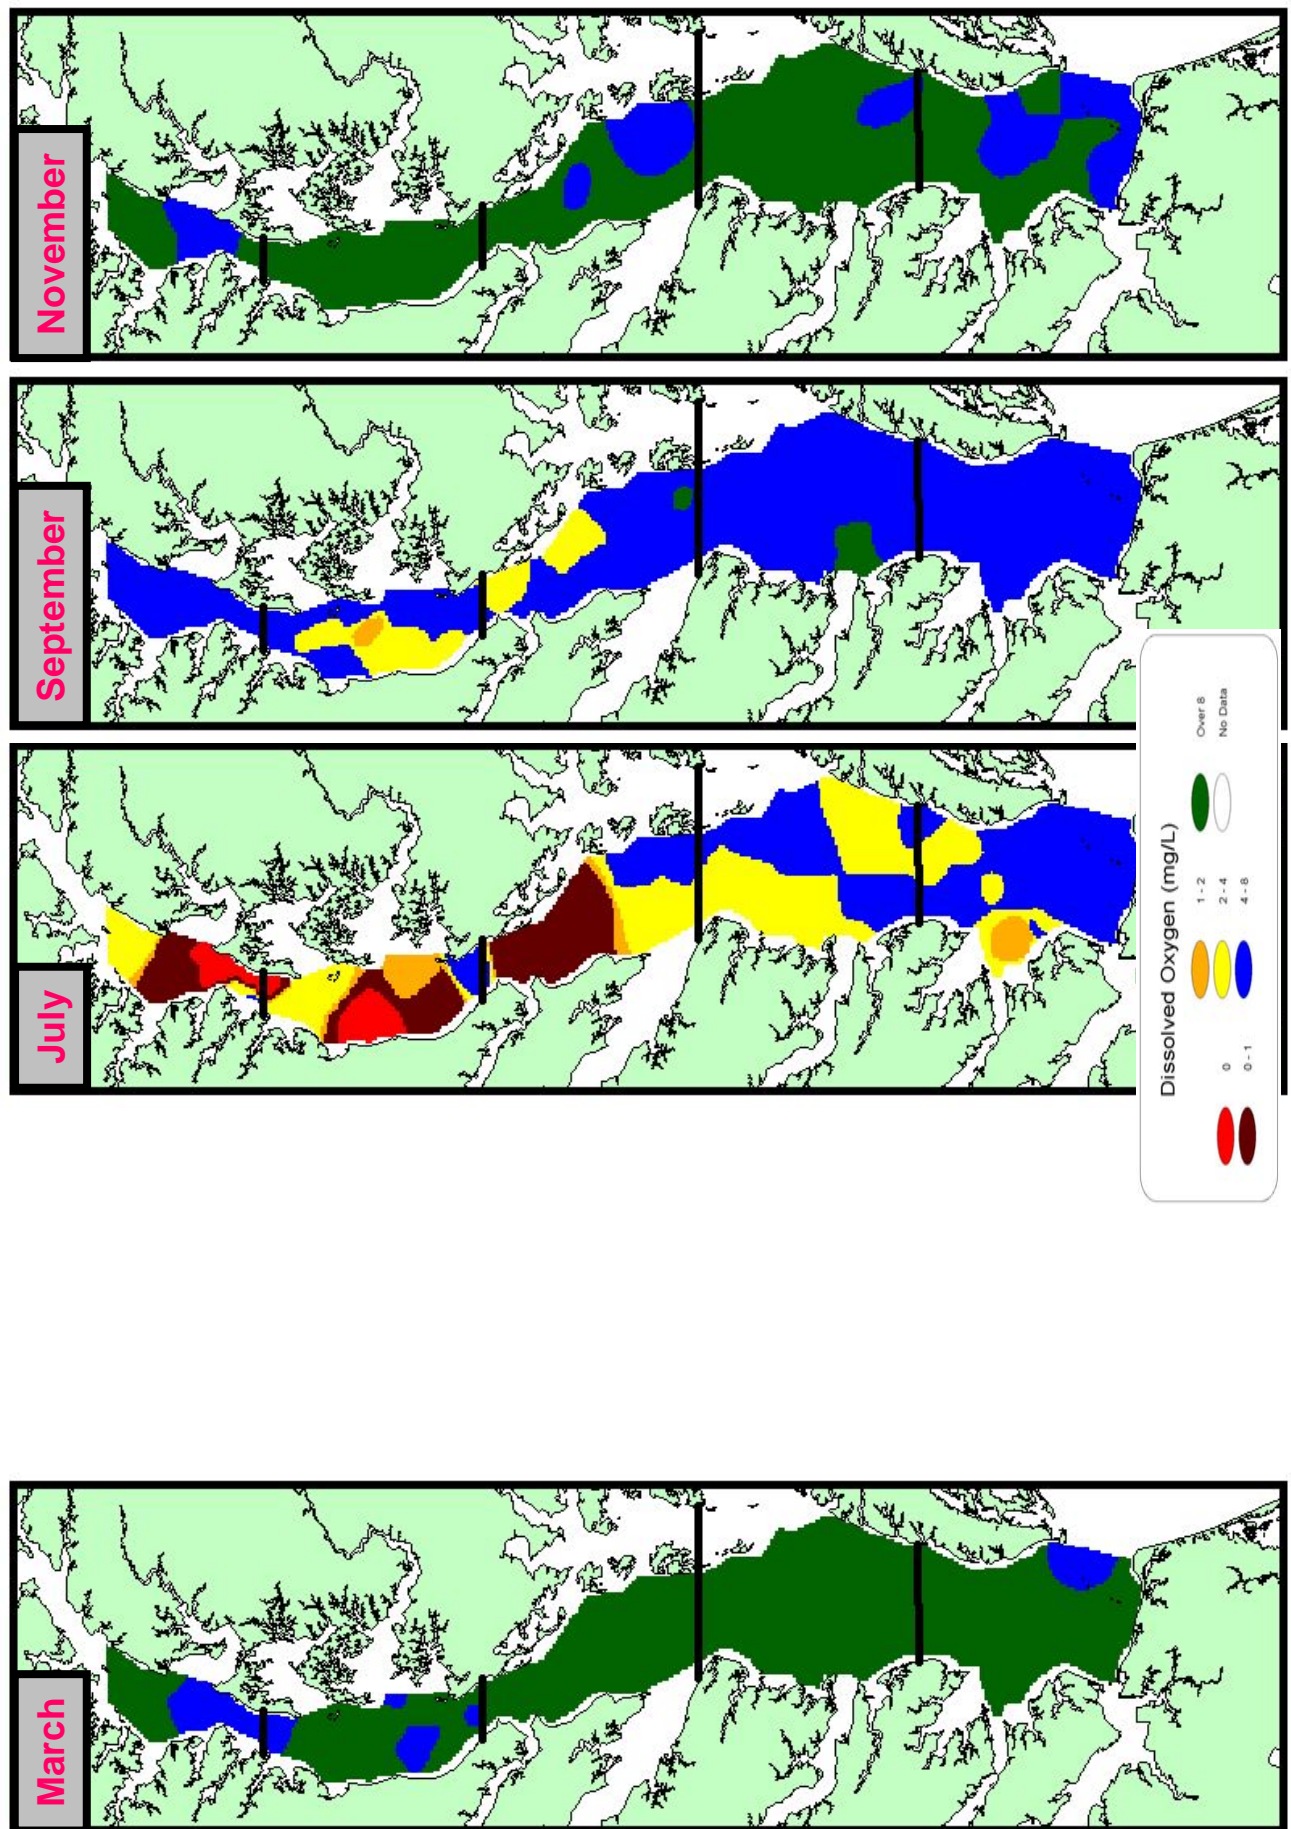 March
July
September
November
Dissolved Oxygen (mg/L)
0
0 - 1
1 - 2
2 - 4
4 - 8
Over 8
No Data